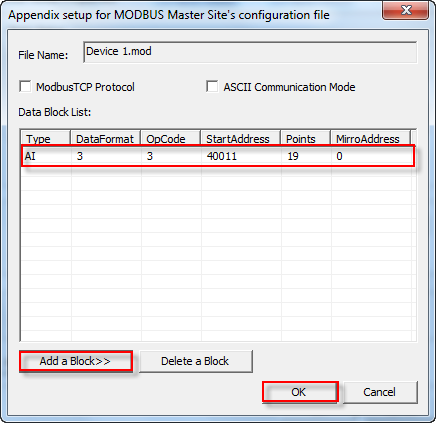 Appendix setup for MODBUS Master Site's configuration file
File Name: Device 1.mod
ModbusTCP Protocol ASCII Communication Mode
Data Block List:
Type DataFormat OpCode StartAddress Points MirroAddress
AI 3 3 40011 19 0
Add a Block>> Delete a Block
OK Cancel